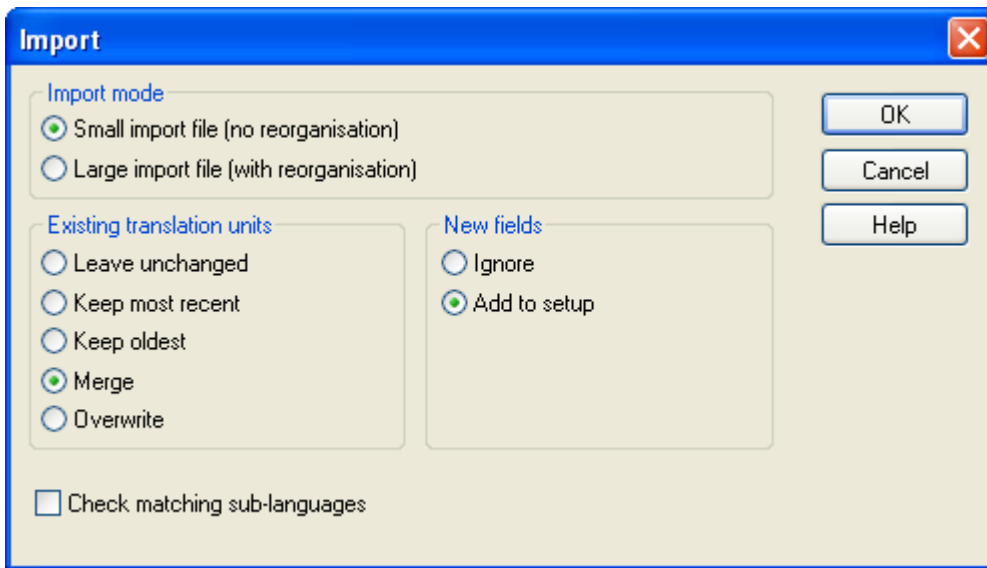 Import
Import mode
Small import file (no reorganisation)
Large import file (with reorganisation)
OK
Cancel
Help
Existing translation units
Leave unchanged
Keep most recent
Keep oldest
Merge
Overwrite
New fields
Ignore
Add to setup
Check matching sub-languages